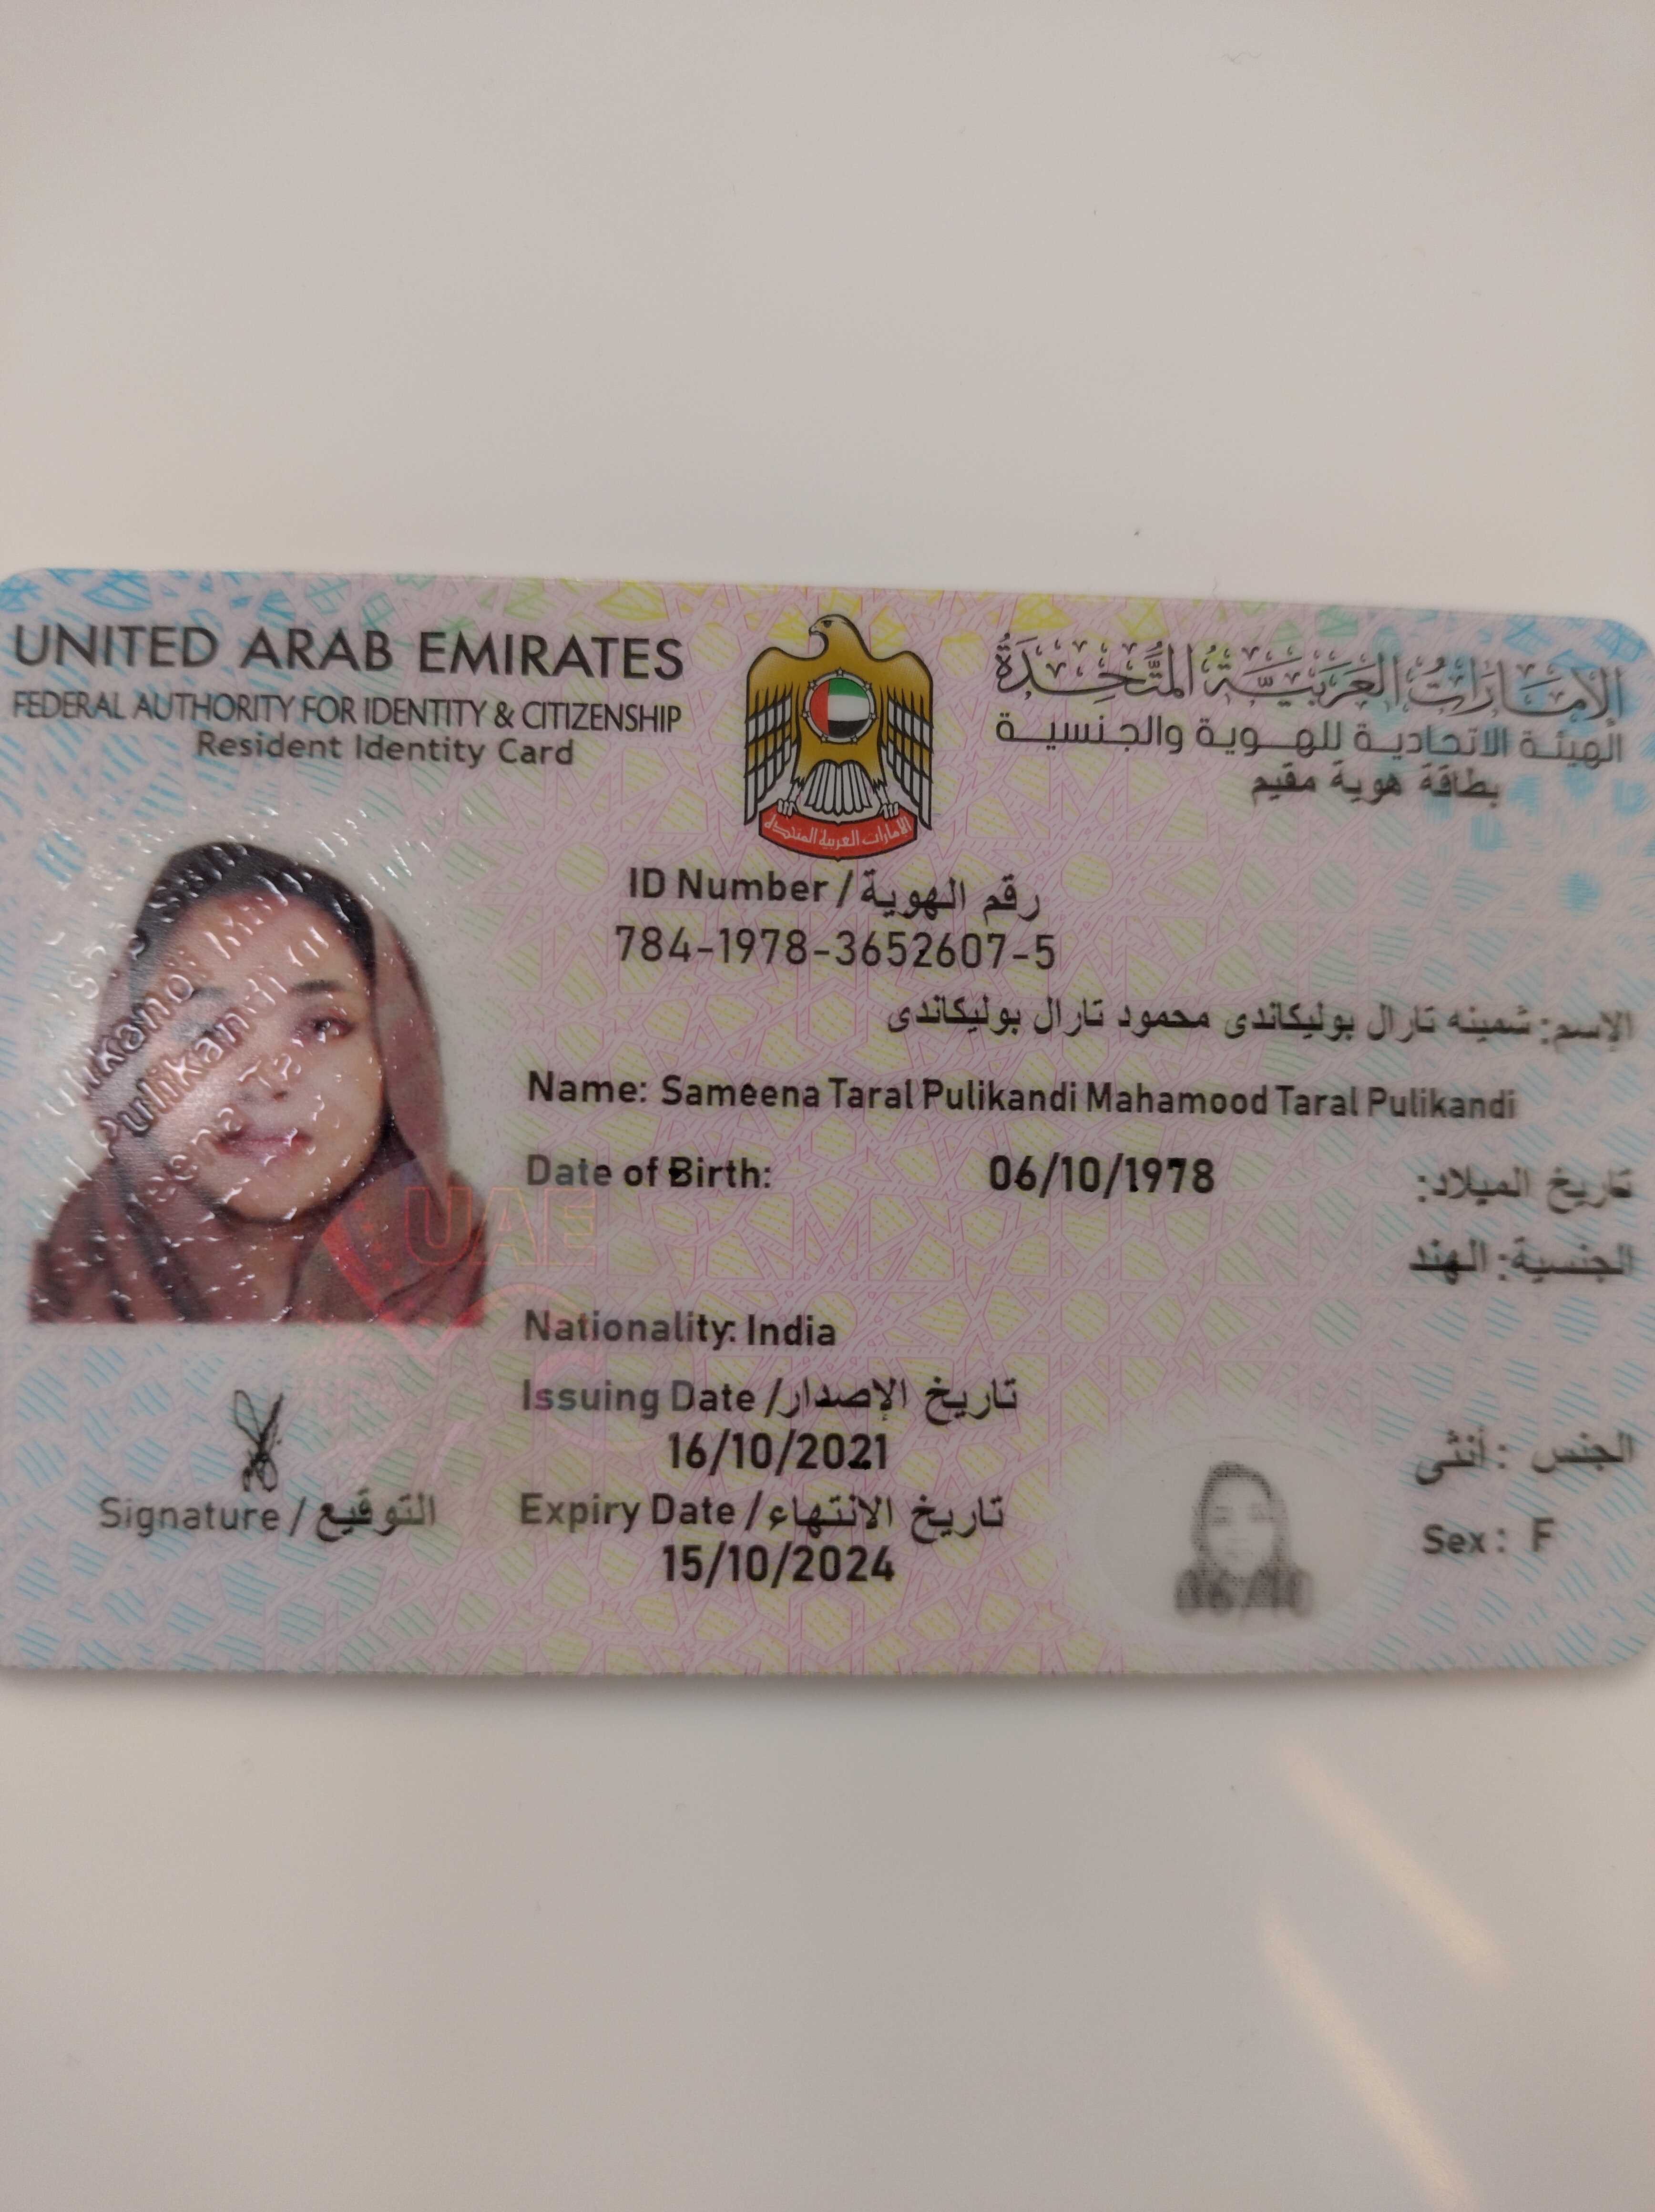 UNITED ARAB EMIRATES
الإمارات العربية المتحدة
FEDERAL AUTHORITY FOR IDENTITY & CITIZENSHIP
الهيئة الاتحادية للهوية والجنسية
Resident Identity Card
بطاقة هوية مقيم
الامارات العربية المتحدة
ID Number / رقم الهوية
784-1978-3652607-5
الإسم: شمينه تارال بوليكاندى محمود تارال بوليكاندى
Name: Sameena Taral Pulikandi Mahamood Taral Pulikandi
Date of Birth: 06/10/1978 تاريخ الميلاد:
الجنسية: الهند
UAE
Nationality: India
Issuing Date / تاريخ الإصدار
16/10/2021
الجنس : أنثى
Signature / التوقيع
Expiry Date / تاريخ الانتهاء
15/10/2024
Sex: F